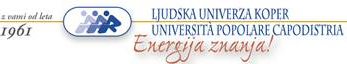 z vami od leta
1961
LJUDSKA UNIVERZA KOPER
UNIVERSITÀ POPOLARE CAPODISTRIA
Energija znanja!